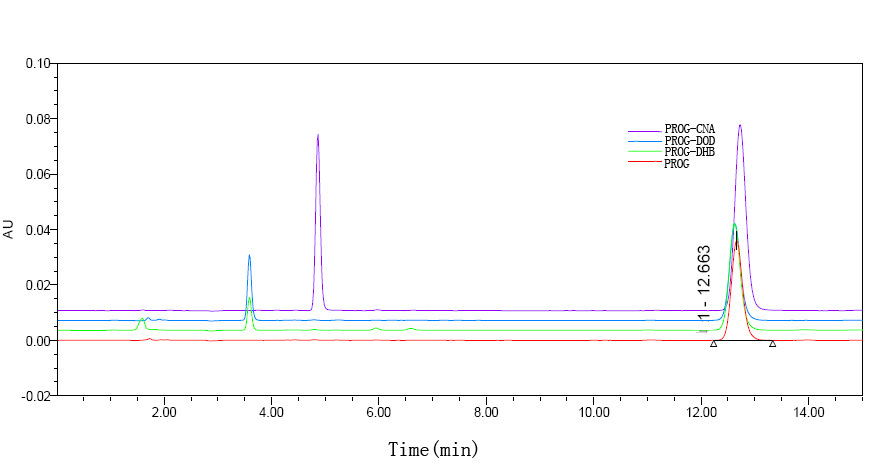 0.10
0.08
0.06
0.04
0.02
0.00
-0.02
AU
PROG-CNA
PROG-DOD
PROG-DHB
PROG
1 - 12.663
2.00 4.00 6.00 8.00 10.00 12.00 14.00
Time(min)